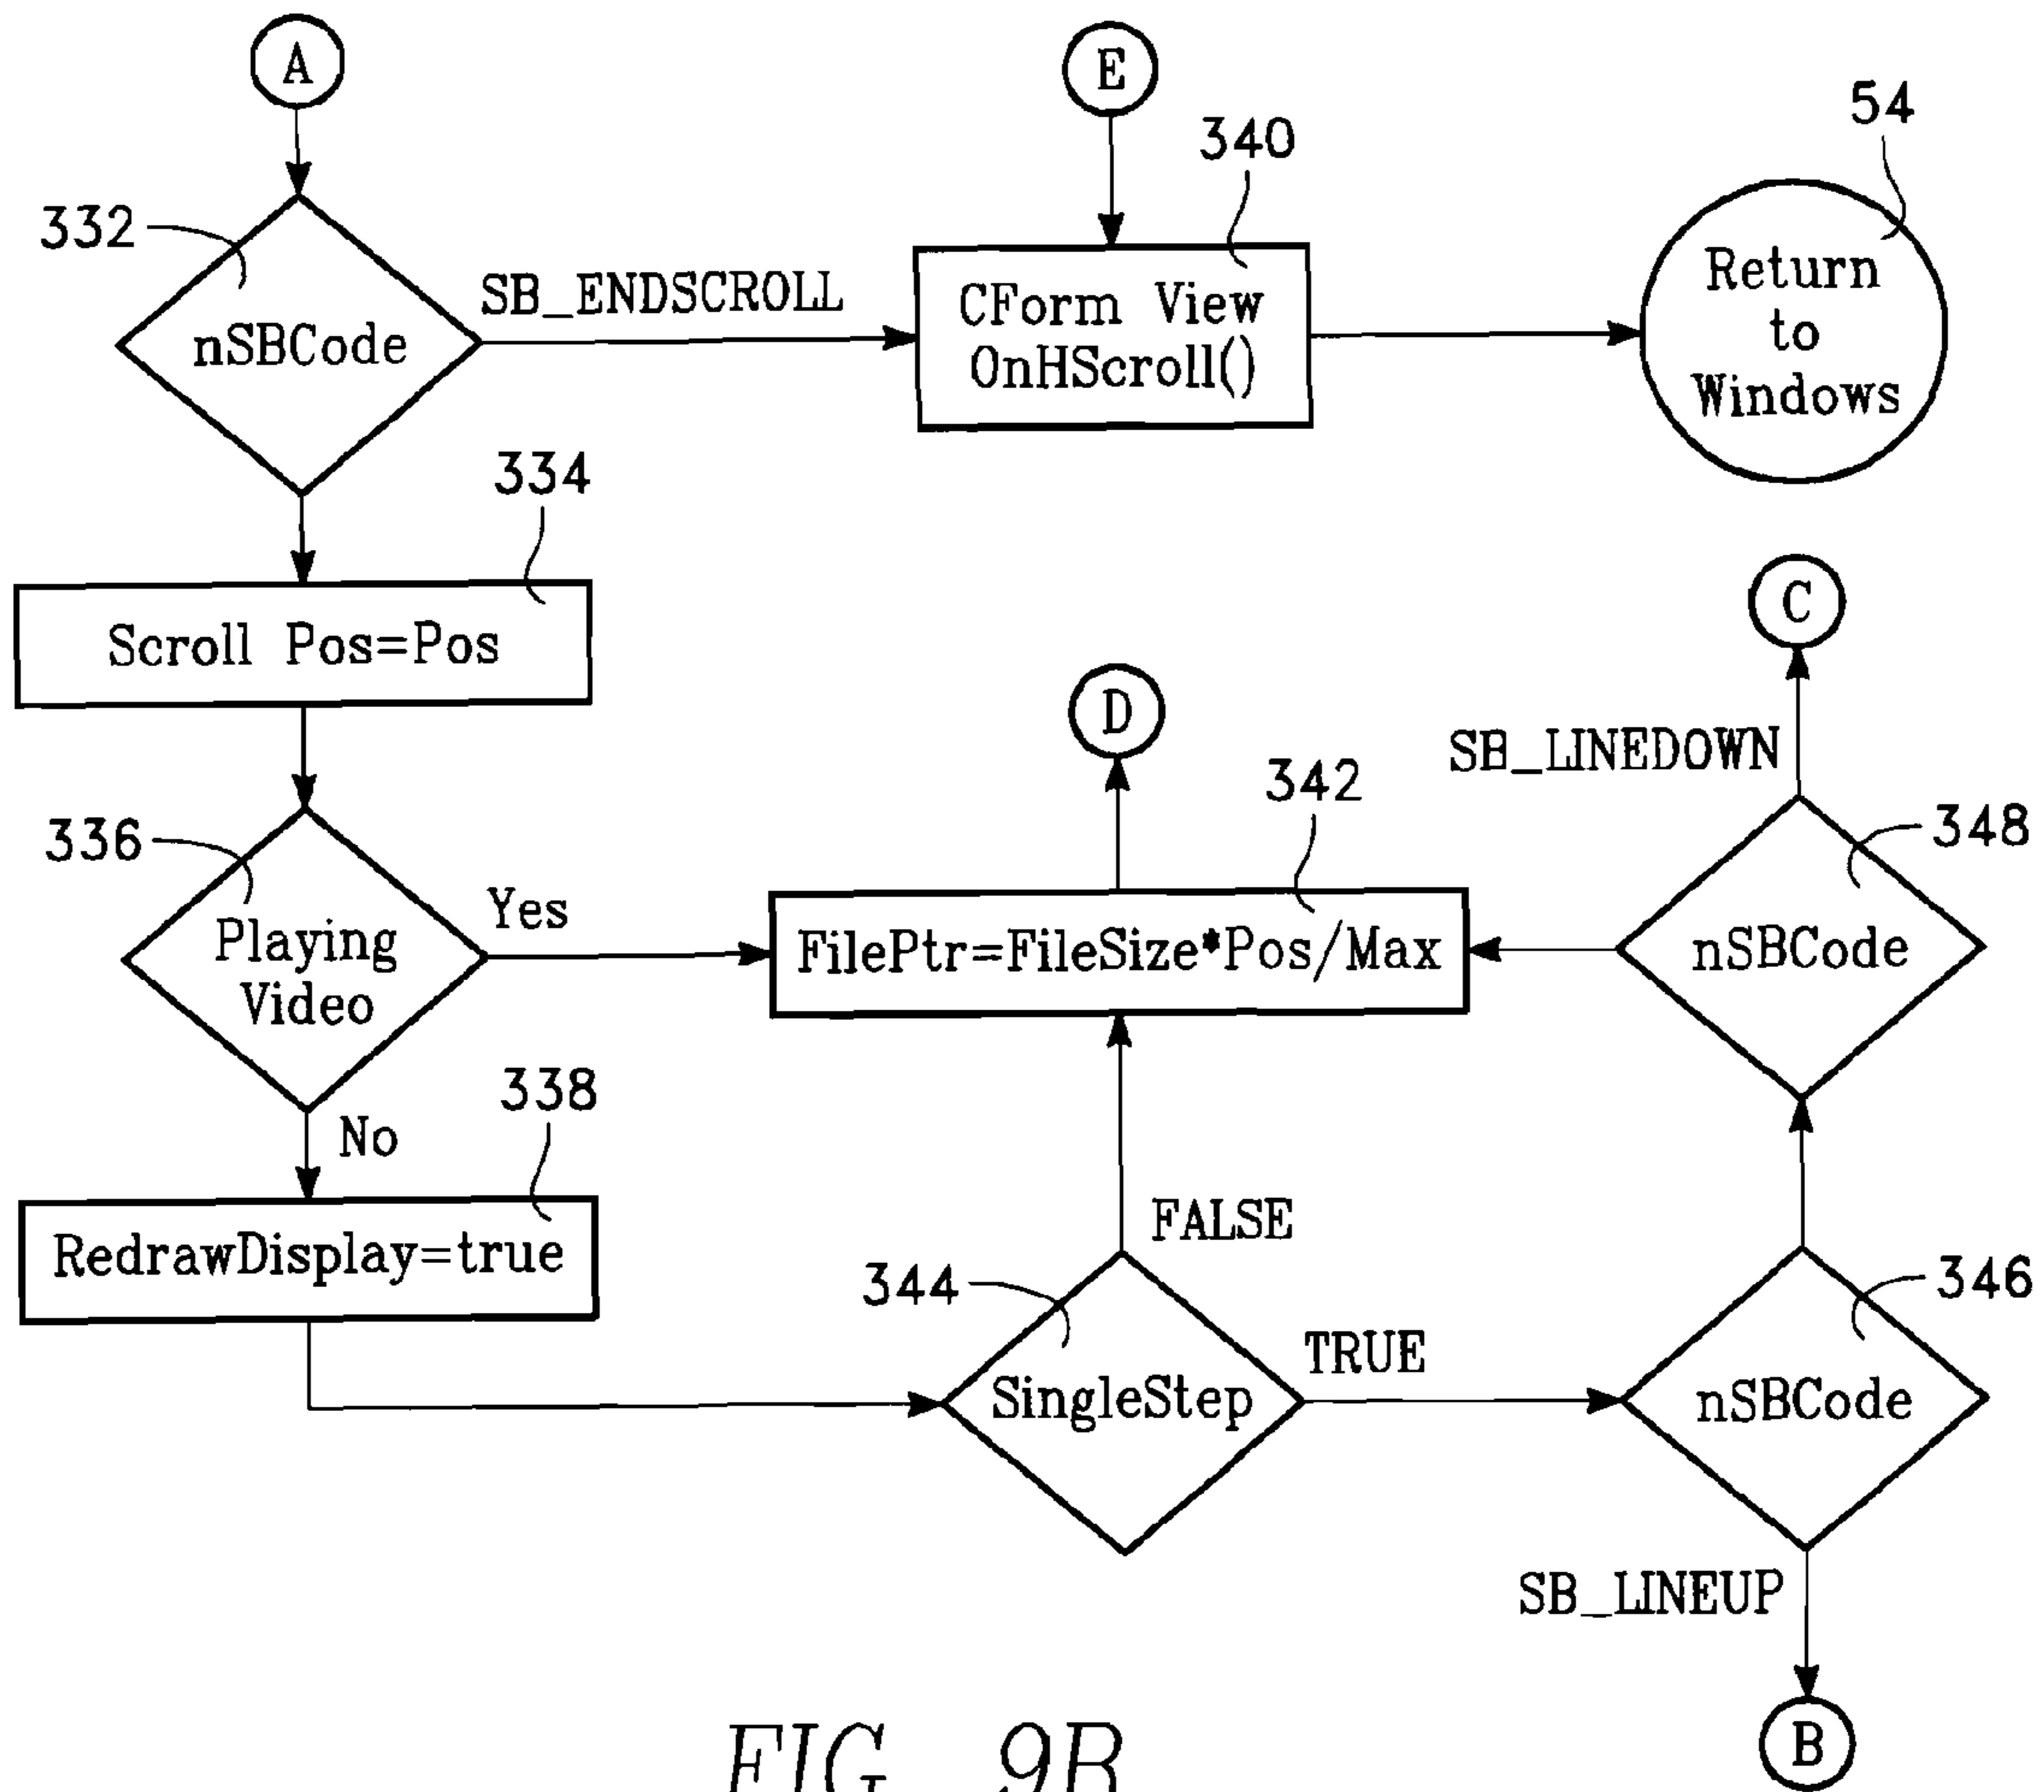 A
E
54
340
332
nSBCode
SB_ENDSCROLL
CForm View
OnHScroll()
Return
to
Windows
334
Scroll Pos=Pos
C
D
SB_LINEDOWN
342
348
336
Playing
Video
Yes
FilePtr=FileSize*Pos/Max
nSBCode
No
338
RedrawDisplay=true
FALSE
344
SingleStep
TRUE
346
nSBCode
SB_LINEUP
B
FIG. 9B